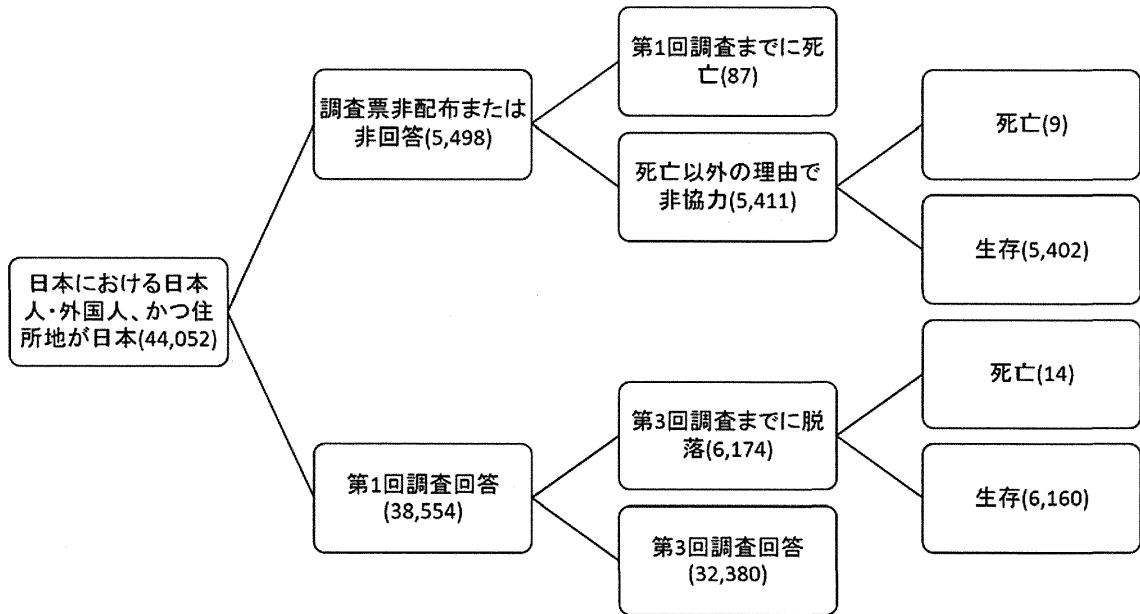 日本における日本
人・外国人、かつ住
所地が日本(44,052)
調査票非配布または
非回答(5,498)
第1回調査までに死
亡(87)
死亡以外の理由で
非協力(5,411)
死亡(9)
生存(5,402)
第1回調査回答
(38,554)
第3回調査までに脱
落(6,174)
死亡(14)
生存(6,160)
第3回調査回答
(32,380)